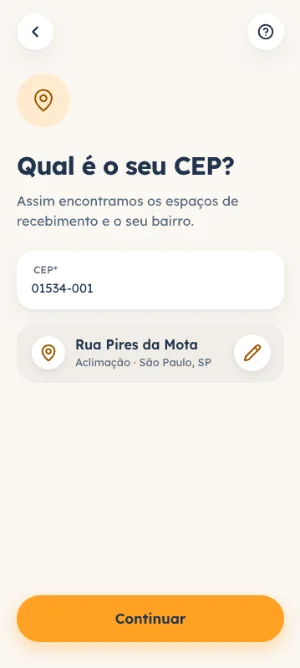 Qual é o seu CEP?
Assim encontramos os espaços de
recebimento e o seu bairro.
CEP*
01534-001
Rua Pires da Mota
Aclimação · São Paulo, SP
Continuar